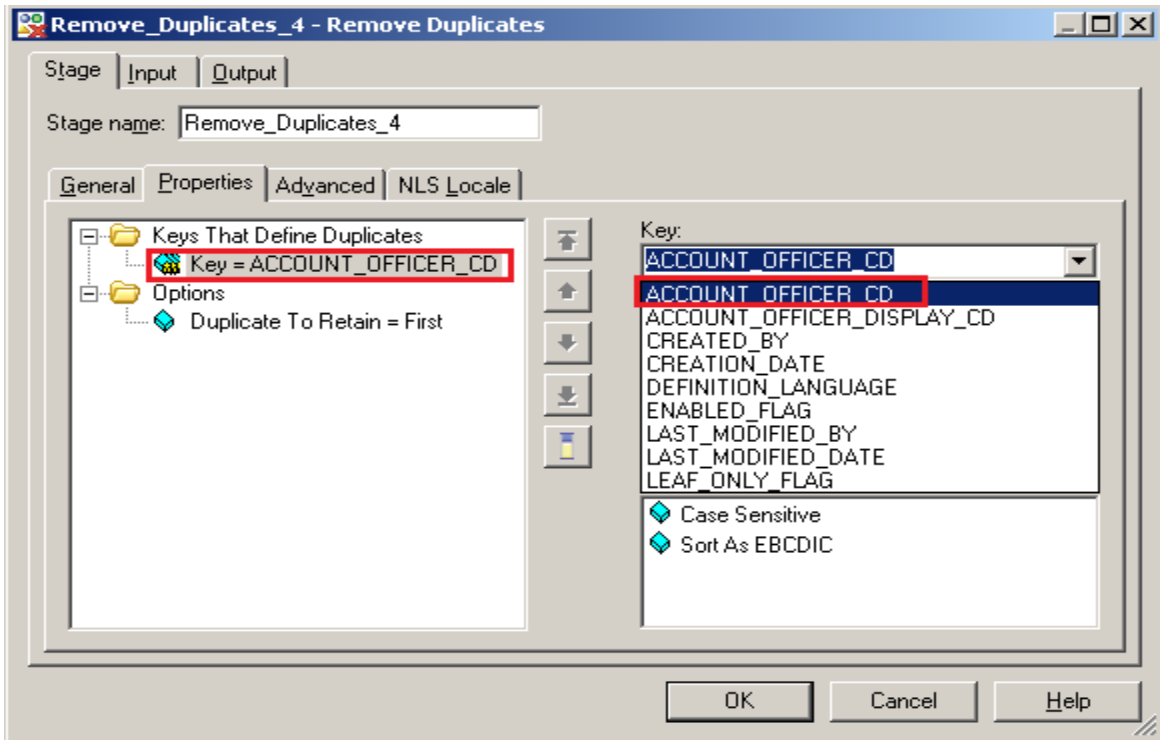 Remove_Duplicates_4 - Remove Duplicates
Stage Input Output
Stage name: Remove_Duplicates_4
General Properties Advanced NLS Locale
Keys That Define Duplicates
Key = ACCOUNT_OFFICER_CD
Options
Duplicate To Retain = First
Key:
ACCOUNT_OFFICER_CD
ACCOUNT_OFFICER_CD
ACCOUNT_OFFICER_DISPLAY_CD
CREATED_BY
CREATION_DATE
DEFINITION_LANGUAGE
ENABLED_FLAG
LAST_MODIFIED_BY
LAST_MODIFIED_DATE
LEAF_ONLY_FLAG
Case Sensitive
Sort As EBCDIC
OK Cancel Help